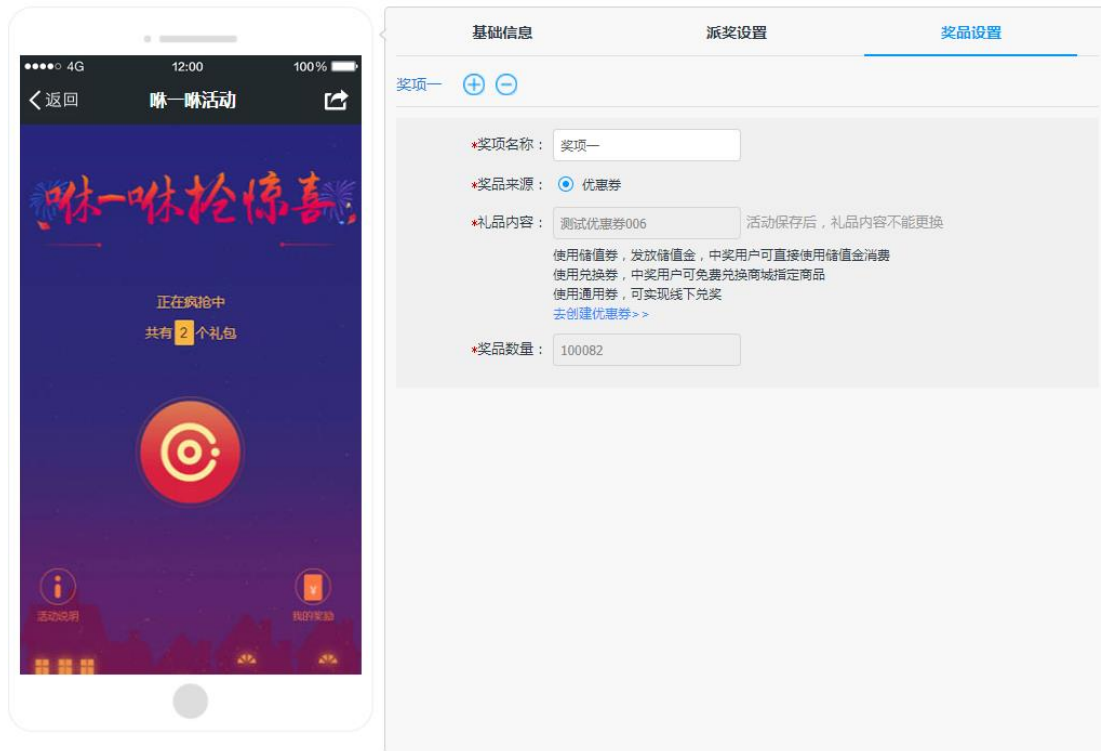 ●●●●○ 4G 12:00 100%
返回 咻一咻活动
咻一咻抢惊喜
正在疯抢中
共有 2 个礼包
活动说明 我的奖励
基础信息 派奖设置 奖品设置
奖项一
*奖项名称： 奖项一
*奖品来源： 优惠券
*礼品内容： 测试优惠券006 活动保存后，礼品内容不能更换
使用储值券，发放储值金，中奖用户可直接使用储值金消费
使用兑换券，中奖用户可免费兑换商城指定商品
使用通用券，可实现线下兑奖
去创建优惠券>>
*奖品数量： 100082